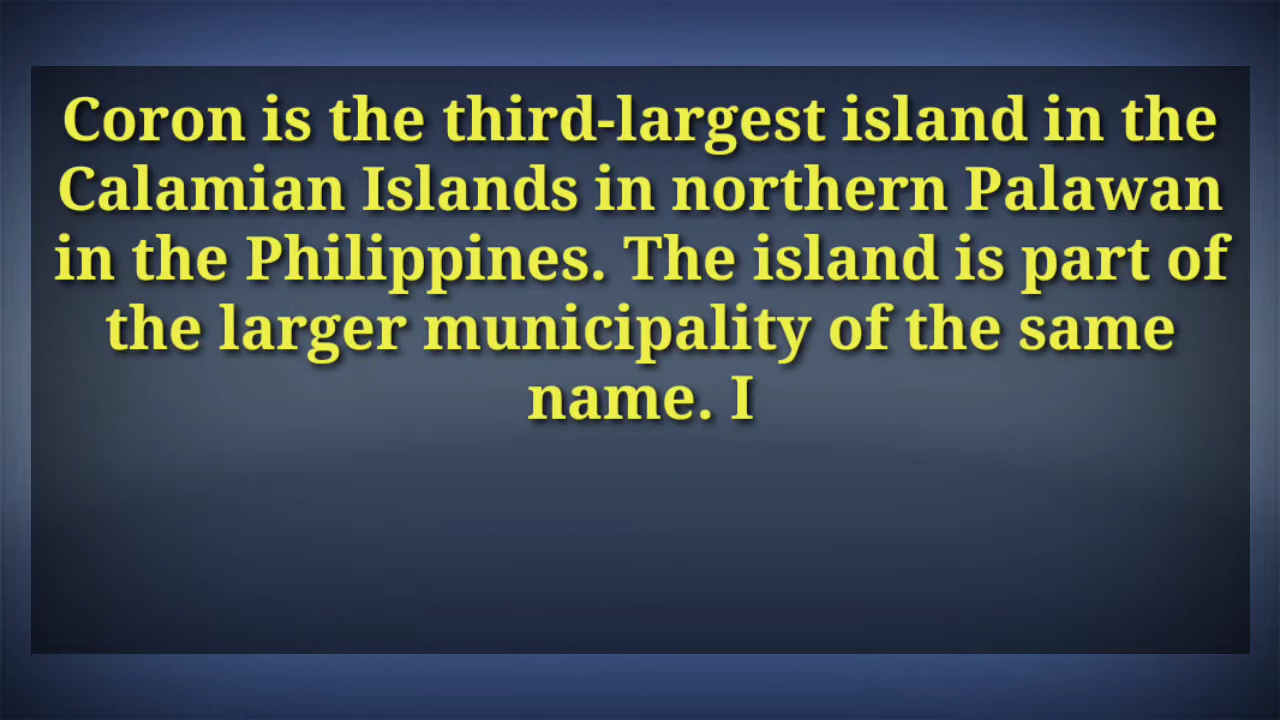 Coron is the third-largest island in the
Calamian Islands in northern Palawan
in the Philippines. The island is part of
the larger municipality of the same
name. I